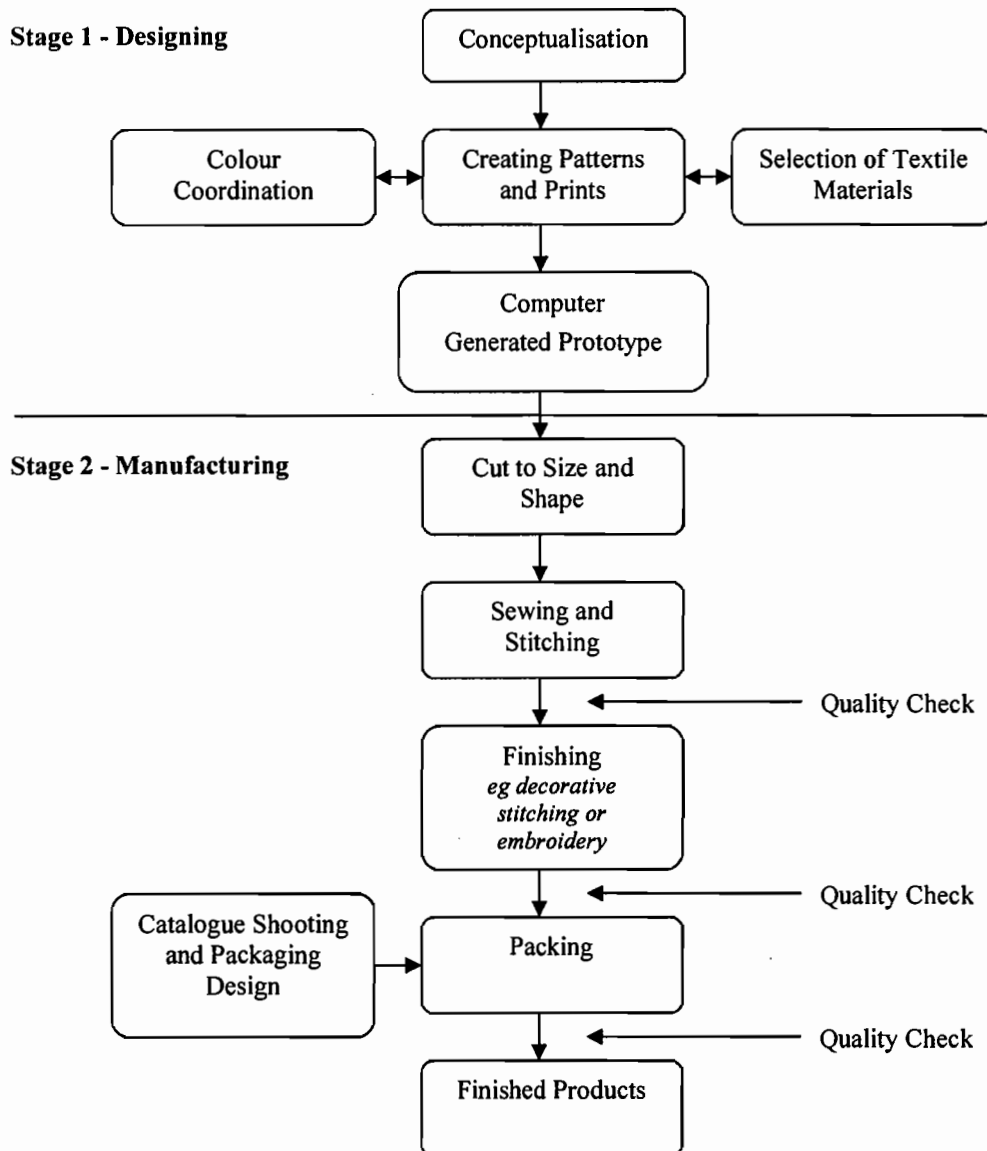 Stage 1 - Designing
Conceptualisation
Colour
Coordination
Creating Patterns
and Prints
Selection of Textile
Materials
Computer
Generated Prototype
Stage 2 - Manufacturing
Cut to Size and
Shape
Sewing and
Stitching
Quality Check
Finishing
eg decorative
stitching or
embroidery
Quality Check
Catalogue Shooting
and Packaging
Design
Packing
Quality Check
Finished Products